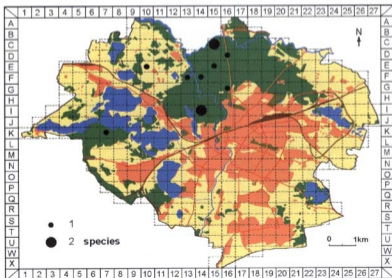 1 2 3 4 5 6 7 8 9 10 11 12 13 14 15 16 17 18 19 20 21 22 23 24 25 26 27
A A
B B
C C
D D
E E
F F
G G
H H
I I
J J
K K
L L
M M
N N
O O
P P
Q Q
R R
S S
T T
U U
W W
X X
N
1
2 species
0 1km
1 2 3 4 5 6 7 8 9 10 11 12 13 14 15 16 17 18 19 20 21 22 23 24 25 26 27